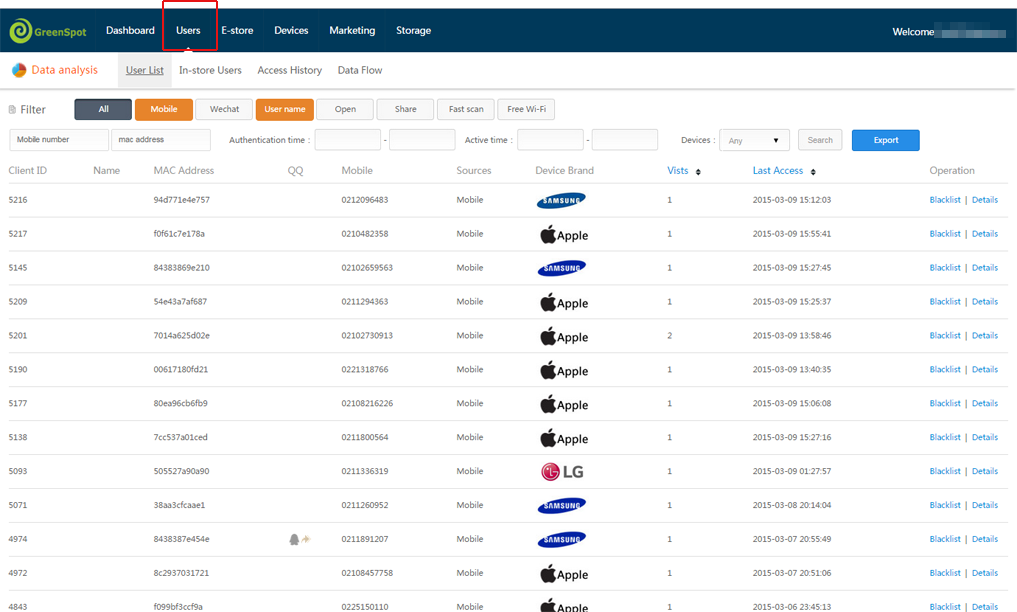 GreenSpot Dashboard Users E-store Devices Marketing Storage Welcome
Data analysis User List In-store Users Access History Data Flow
Filter All Mobile Wechat User name Open Share Fast scan Free Wi-Fi
Mobile number mac address Authentication time : - Active time : - Devices : Any Search Export
Client ID Name MAC Address QQ Mobile Sources Device Brand Vists Last Access Operation
5216 94d771e4e757 0212096483 Mobile SAMSUNG 1 2015-03-09 15:12:03 Blacklist | Details
5217 f0f61c7e178a 0210482358 Mobile Apple 1 2015-03-09 15:55:41 Blacklist | Details
5145 84383869e210 02102659563 Mobile SAMSUNG 1 2015-03-09 15:27:45 Blacklist | Details
5209 54e43a7af687 0211294363 Mobile Apple 1 2015-03-09 15:25:37 Blacklist | Details
5201 7014a625d02e 02102730913 Mobile Apple 2 2015-03-09 13:58:46 Blacklist | Details
5190 00617180fd21 0221318766 Mobile Apple 1 2015-03-09 13:40:35 Blacklist | Details
5177 80ea96cb6fb9 02108216226 Mobile Apple 1 2015-03-09 15:06:08 Blacklist | Details
5138 7cc537a01ced 0211800564 Mobile Apple 1 2015-03-09 15:27:16 Blacklist | Details
5093 505527a90a90 0211336319 Mobile LG 1 2015-03-09 01:27:57 Blacklist | Details
5071 38aa3cfcaae1 0211260952 Mobile SAMSUNG 1 2015-03-08 20:14:04 Blacklist | Details
4974 8438387e454e 0211891207 Mobile SAMSUNG 1 2015-03-07 20:55:49 Blacklist | Details
4972 8c2937031721 02108457758 Mobile Apple 1 2015-03-07 20:51:06 Blacklist | Details
4843 f099bf3ccf9a 0225150110 Mobile Apple 1 2015-03-06 23:45:13 Blacklist | Details